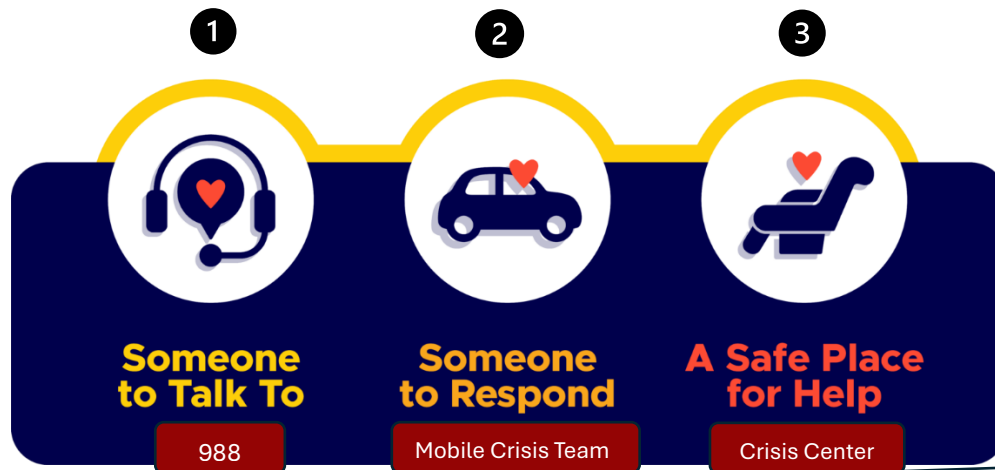 1
2
3
Someone
to Talk To
Someone
to Respond
A Safe Place
for Help
988
Mobile Crisis Team
Crisis Center